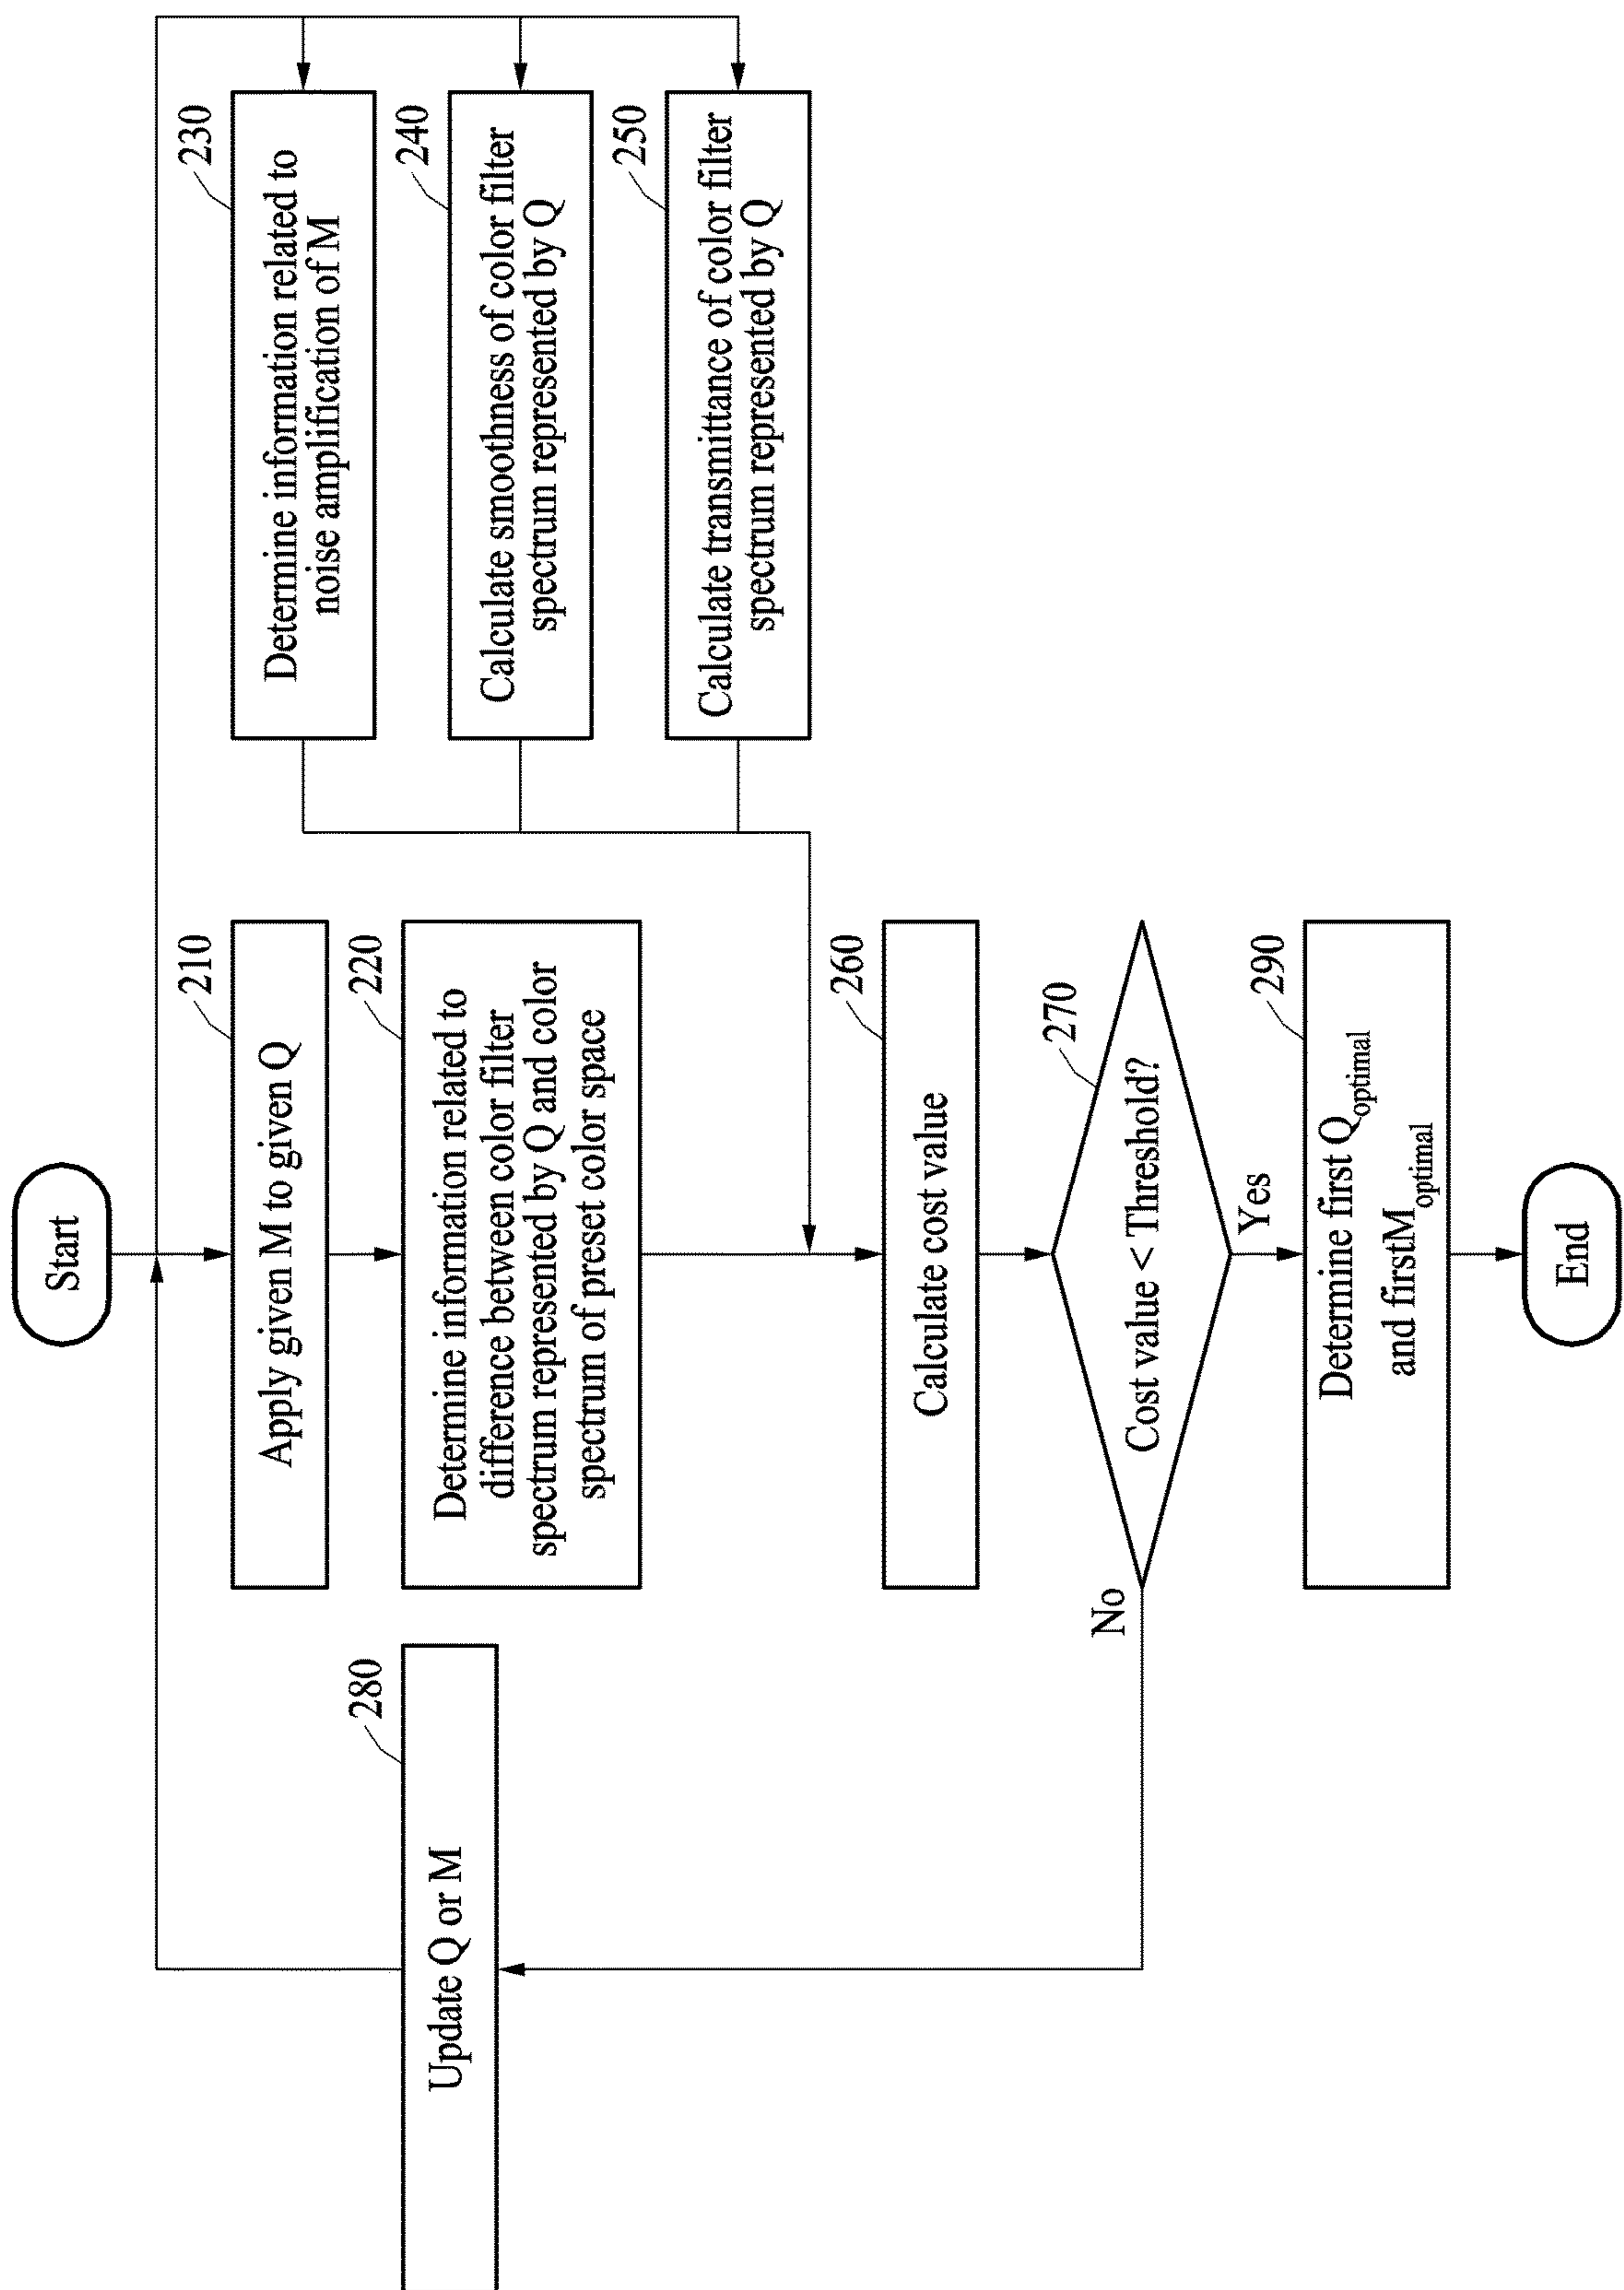 Start
210
Apply given M to given Q
220
Determine information related to
difference between color filter
spectrum represented by Q and color
spectrum of preset color space
230
Determine information related to
noise amplification of M
240
Calculate smoothness of color filter
spectrum represented by Q
250
Calculate transmittance of color filter
spectrum represented by Q
260
Calculate cost value
270
Cost value < Threshold?
No
Yes
280
Update Q or M
290
Determine first Qoptimal
and firstMoptimal
End